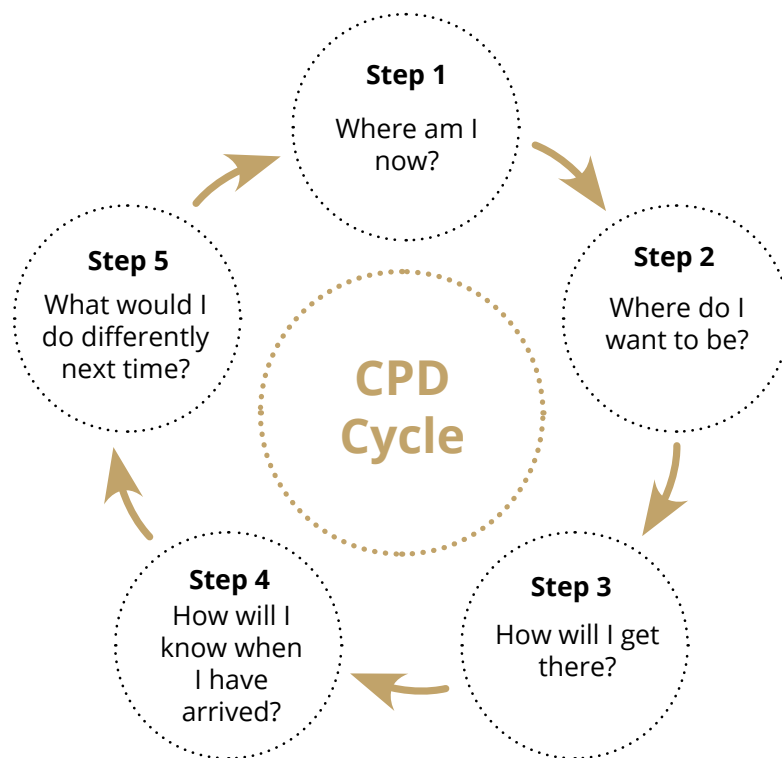 Step 1
Where am I
now?
Step 2
Where do I
want to be?
Step 3
How will I get
there?
Step 4
How will I
know when
I have
arrived?
Step 5
What would I
do differently
next time?
CPD
Cycle